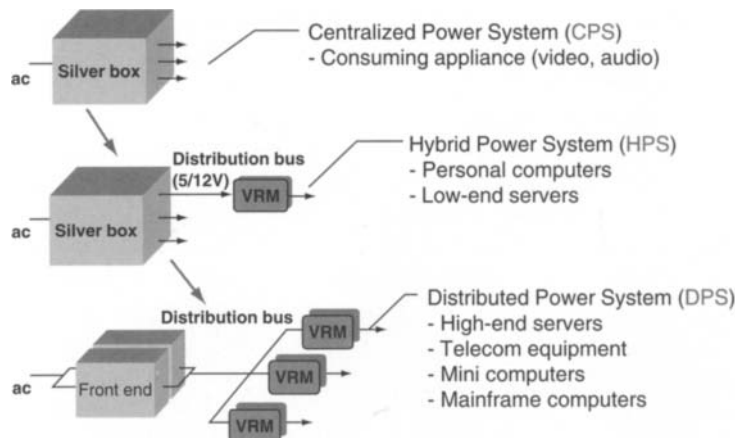 Centralized Power System (CPS)
- Consuming appliance (video, audio)
ac
Silver box
Distribution bus
(5/12V)
VRM
Hybrid Power System (HPS)
- Personal computers
- Low-end servers
ac
Silver box
Distribution bus
VRM
VRM
VRM
Distributed Power System (DPS)
- High-end servers
- Telecom equipment
- Mini computers
- Mainframe computers
ac
Front end